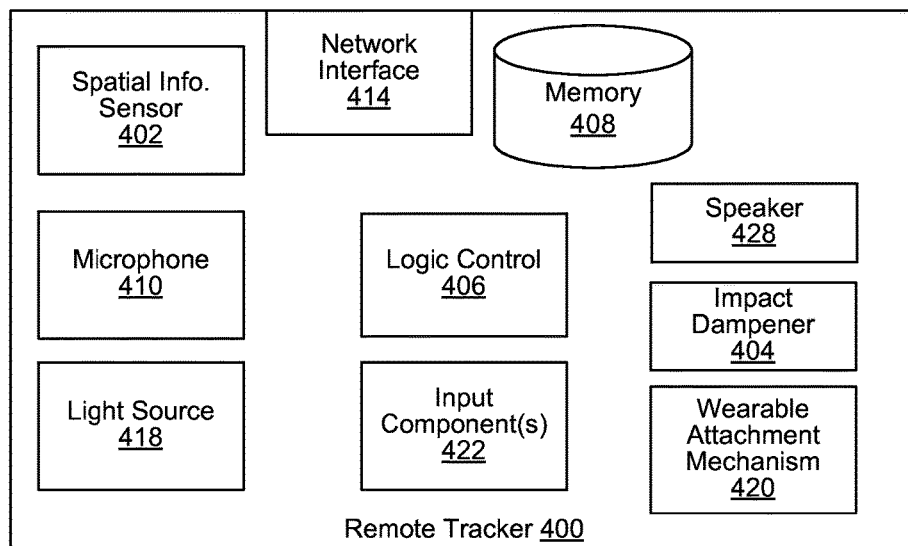 Spatial Info.
Sensor
402
Network
Interface
414
Memory
408
Microphone
410
Logic Control
406
Speaker
428
Impact
Dampener
404
Light Source
418
Input
Component(s)
422
Wearable
Attachment
Mechanism
420
Remote Tracker 400